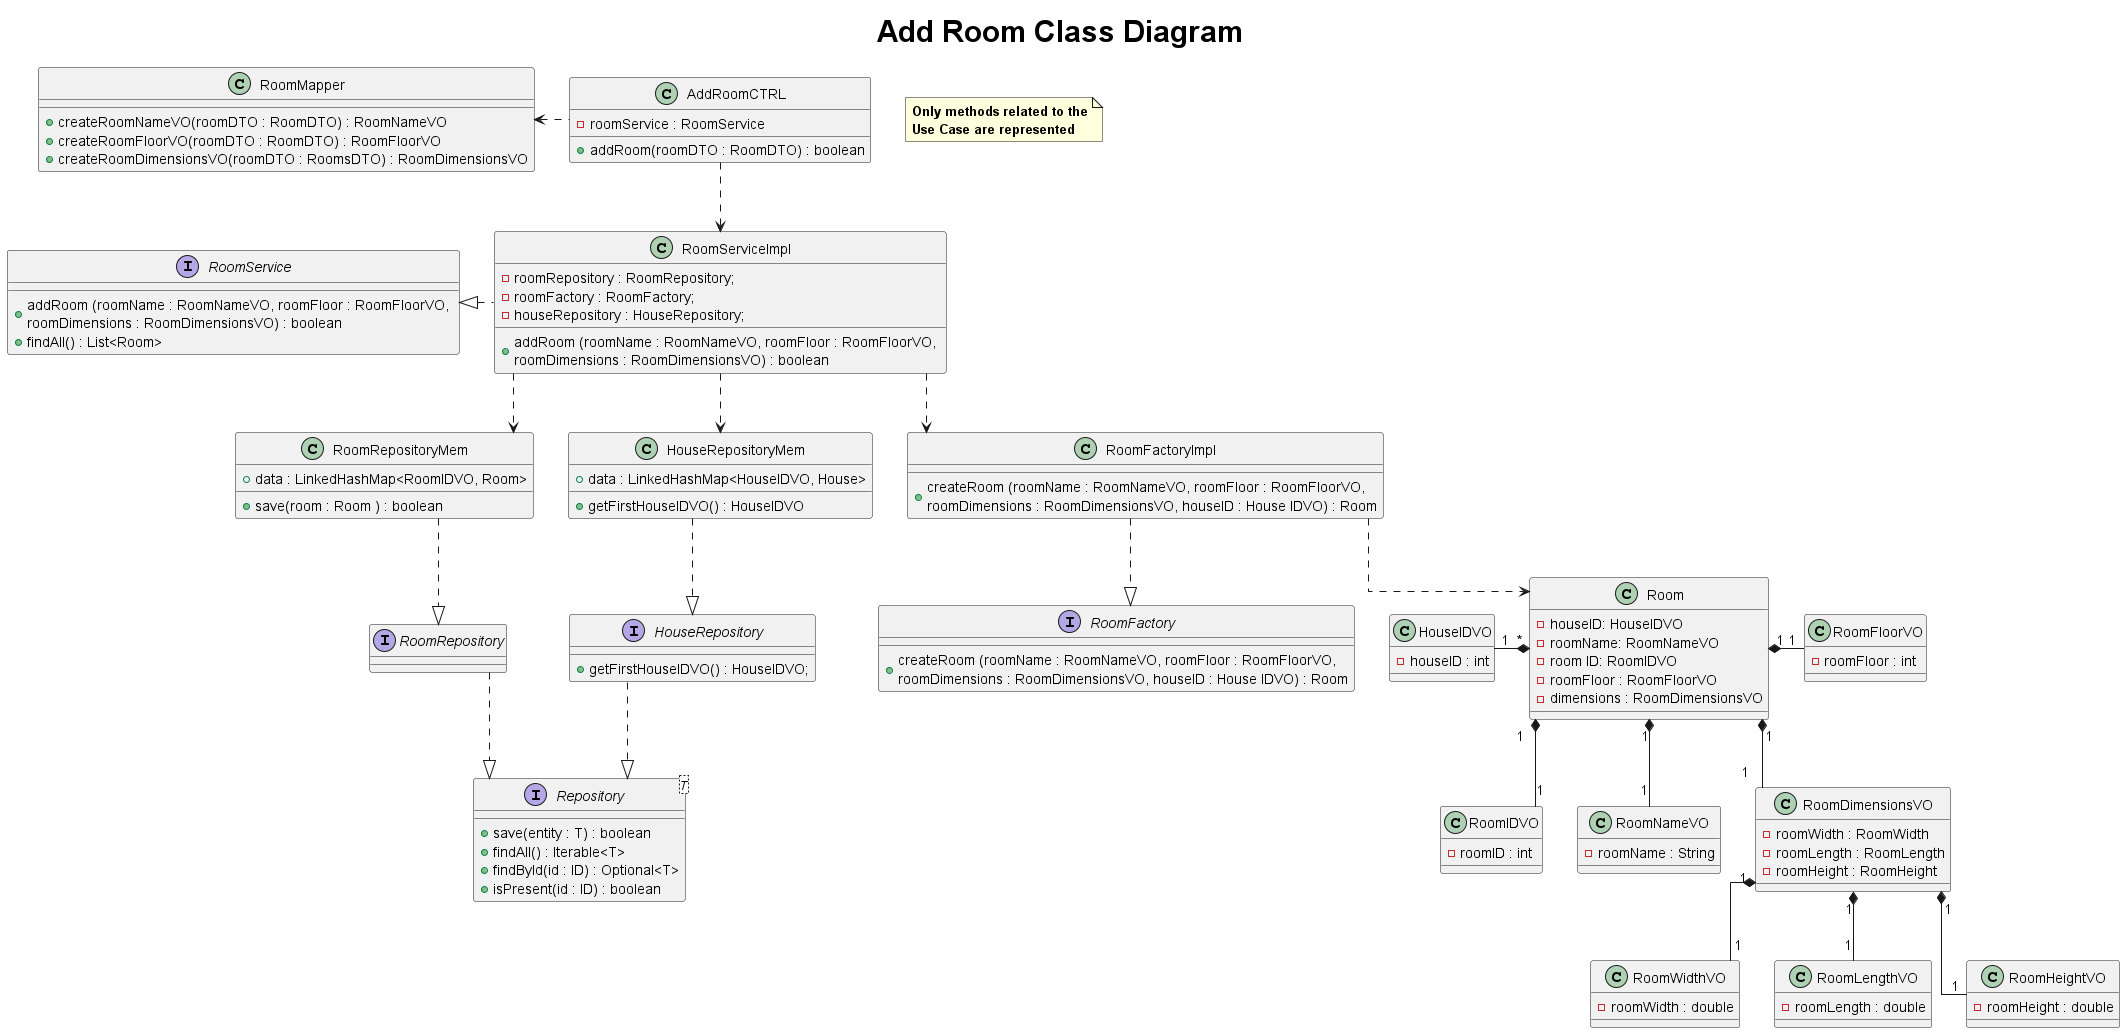 Add Room Class Diagram
C RoomMapper
createRoomNameVO(roomDTO : RoomDTO) : RoomNameVO
createRoomFloorVO(roomDTO : RoomDTO) : RoomFloorVO
createRoomDimensionsVO(roomDTO : RoomsDTO) : RoomDimensionsVO
C AddRoomCTRL
roomService : RoomService
addRoom(roomDTO : RoomDTO) : boolean
Only methods related to the
Use Case are represented
I RoomService
addRoom (roomName : RoomNameVO, roomFloor : RoomFloorVO,
roomDimensions : RoomDimensionsVO) : boolean
findAll() : List<Room>
C RoomServiceImpl
roomRepository : RoomRepository;
roomFactory : RoomFactory;
houseRepository : HouseRepository;
addRoom (roomName : RoomNameVO, roomFloor : RoomFloorVO,
roomDimensions : RoomDimensionsVO) : boolean
C RoomRepositoryMem
data : LinkedHashMap<RoomIDVO, Room>
save(room : Room ) : boolean
C HouseRepositoryMem
data : LinkedHashMap<HouseIDVO, House>
getFirstHouseIDVO() : HouseIDVO
C RoomFactoryImpl
createRoom (roomName : RoomNameVO, roomFloor : RoomFloorVO,
roomDimensions : RoomDimensionsVO, houseID : House IDVO) : Room
I RoomRepository
I HouseRepository
getFirstHouseIDVO() : HouseIDVO;
I RoomFactory
createRoom (roomName : RoomNameVO, roomFloor : RoomFloorVO,
roomDimensions : RoomDimensionsVO, houseID : House IDVO) : Room
C HouseIDVO
houseID : int
1 *
C Room
houseID: HouseIDVO
roomName: RoomNameVO
room ID: RoomIDVO
roomFloor : RoomFloorVO
dimensions : RoomDimensionsVO
1 1
C RoomFloorVO
roomFloor : int
1
1
1
1
1
1
I Repository
T
save(entity : T) : boolean
findAll() : Iterable<T>
findById(id : ID) : Optional<T>
isPresent(id : ID) : boolean
C RoomIDVO
roomID : int
C RoomNameVO
roomName : String
C RoomDimensionsVO
roomWidth : RoomWidth
roomLength : RoomLength
roomHeight : RoomHeight
1
1
1
1
1
1
C RoomWidthVO
roomWidth : double
C RoomLengthVO
roomLength : double
C RoomHeightVO
roomHeight : double